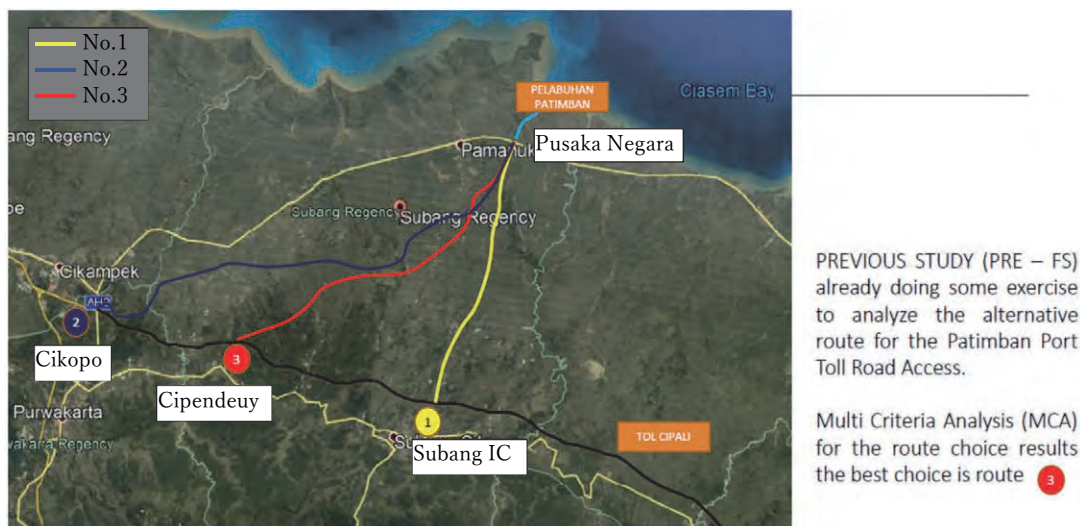 No.1
No.2
No.3
PELABUHAN
PATIMBAN
Ciasem Bay
ang Regency
Pamanuk
Pusaka Negara
Subang Regency
Subang Regency
Cikampek
AH2
2
Cikopo
3
Cipendeuy
Purwakarta
wakarta Regency
1
Subang IC
TOL CIPALI
PREVIOUS STUDY (PRE – FS)
already doing some exercise
to analyze the alternative
route for the Patimban Port
Toll Road Access.
Multi Criteria Analysis (MCA)
for the route choice results
the best choice is route 3